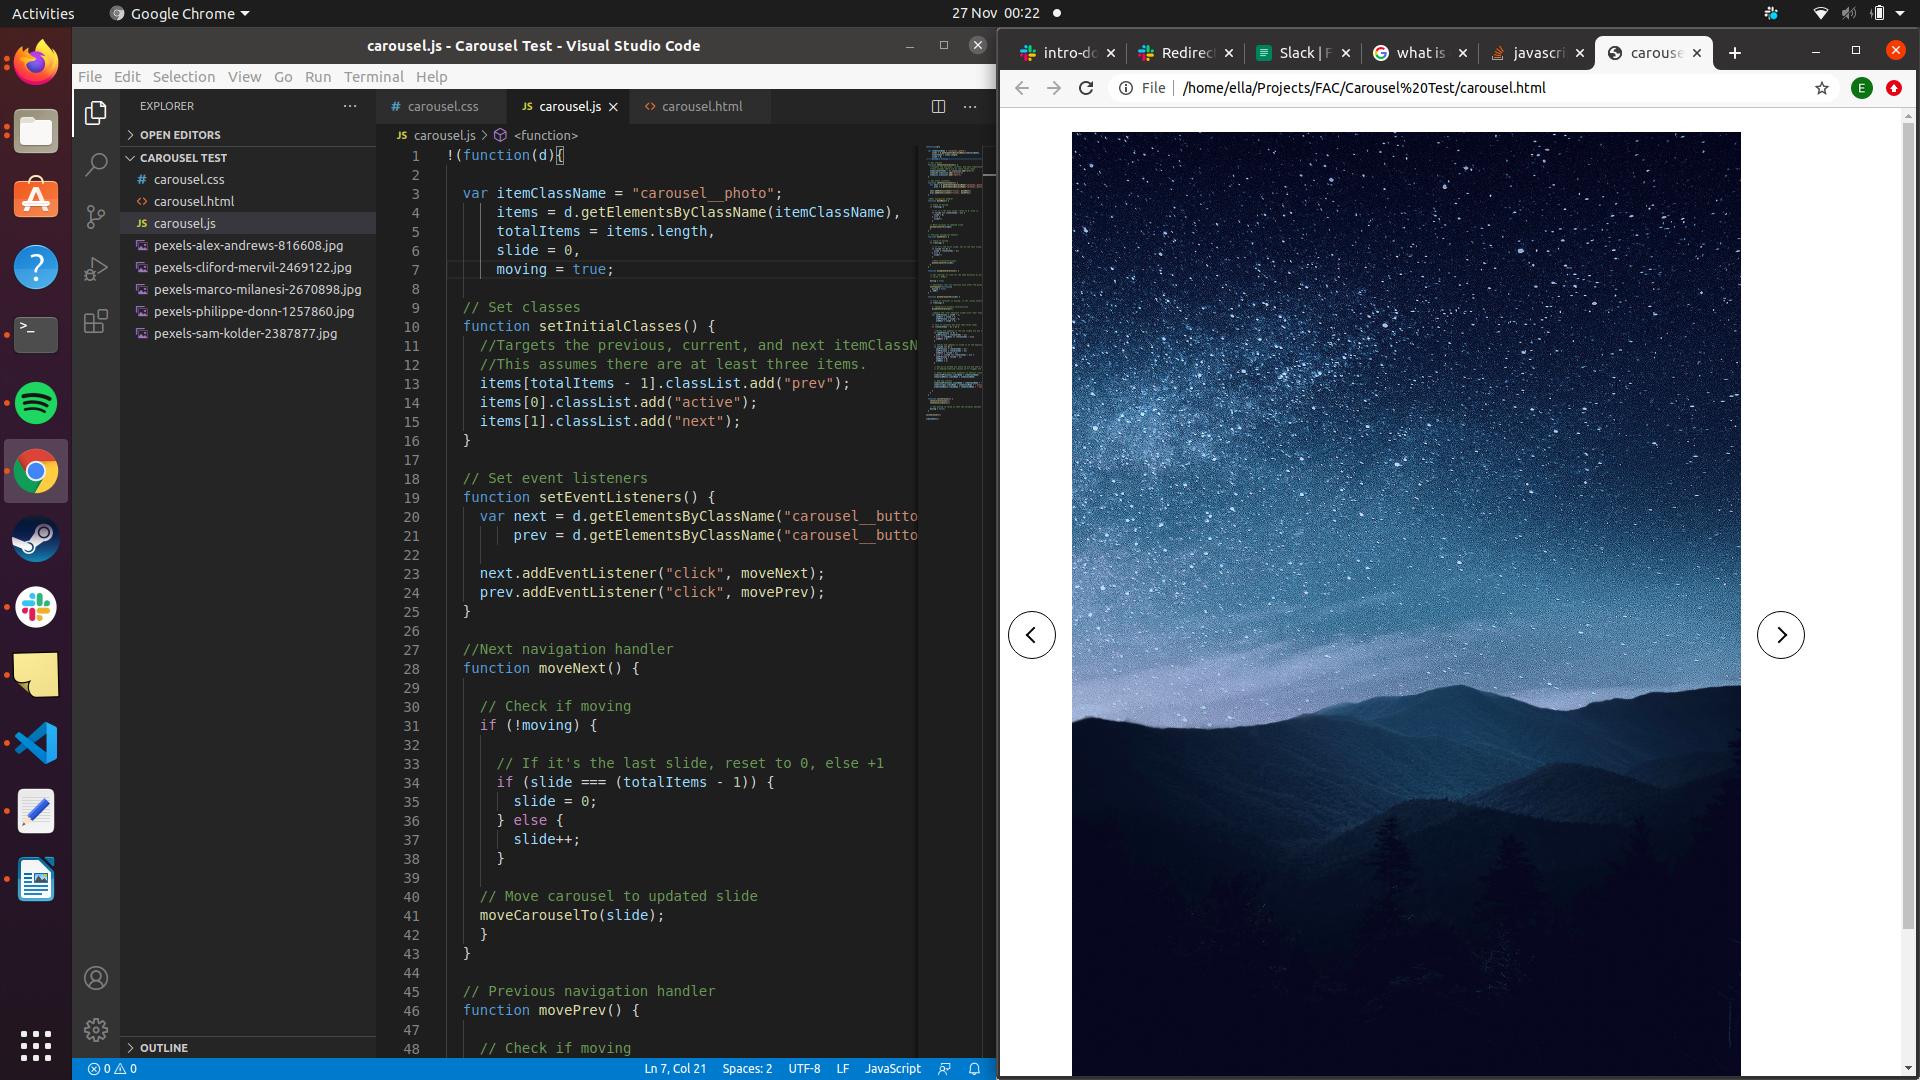 Activities
Google Chrome
27 Nov 00:22
carousel.js - Carousel Test - Visual Studio Code
File Edit Selection View Go Run Terminal Help
EXPLORER
OPEN EDITORS
CAROUSEL TEST
# carousel.css
<> carousel.html
JS carousel.js
pexels-alex-andrews-816608.jpg
pexels-cliford-mervil-2469122.jpg
pexels-marco-milanesi-2670898.jpg
pexels-philippe-donn-1257860.jpg
pexels-sam-kolder-2387877.jpg
OUTLINE
# carousel.css
JS carousel.js
<> carousel.html
JS carousel.js > <function>
1 !(function(d){
2
3 var itemClassName = "carousel__photo";
4 items = d.getElementsByClassName(itemClassName),
5 totalItems = items.length,
6 slide = 0,
7 moving = true;
8
9 // Set classes
10 function setInitialClasses() {
11 //Targets the previous, current, and next itemClassN
12 //This assumes there are at least three items.
13 items[totalItems - 1].classList.add("prev");
14 items[0].classList.add("active");
15 items[1].classList.add("next");
16 }
17
18 // Set event listeners
19 function setEventListeners() {
20 var next = d.getElementsByClassName("carousel__butto
21 prev = d.getElementsByClassName("carousel__butto
22
23 next.addEventListener("click", moveNext);
24 prev.addEventListener("click", movePrev);
25 }
26
27 //Next navigation handler
28 function moveNext() {
29
30 // Check if moving
31 if (!moving) {
32
33 // If it's the last slide, reset to 0, else +1
34 if (slide === (totalItems - 1)) {
35 slide = 0;
36 } else {
37 slide++;
38 }
39
40 // Move carousel to updated slide
41 moveCarouselTo(slide);
42 }
43 }
44
45 // Previous navigation handler
46 function movePrev() {
47
48 // Check if moving
0 0
Ln 7, Col 21 Spaces: 2 UTF-8 LF JavaScript
intro-do
Redirec
Slack | F
what is
javascri
carouse
File /home/ella/Projects/FAC/Carousel%20Test/carousel.html
E